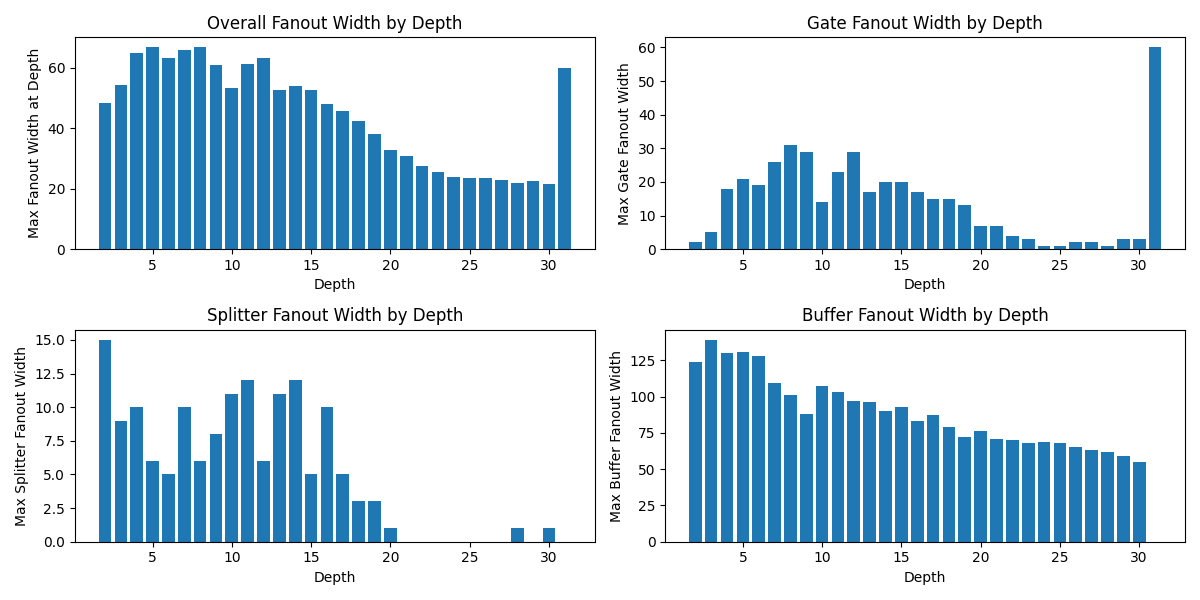 Overall Fanout Width by Depth
Max Fanout Width at Depth
60
40
20
0
5 10 15 20 25 30
Depth
Gate Fanout Width by Depth
Max Gate Fanout Width
60
50
40
30
20
10
0
5 10 15 20 25 30
Depth
Splitter Fanout Width by Depth
Max Splitter Fanout Width
15.0
12.5
10.0
7.5
5.0
2.5
0.0
5 10 15 20 25 30
Depth
Buffer Fanout Width by Depth
Max Buffer Fanout Width
125
100
75
50
25
0
5 10 15 20 25 30
Depth